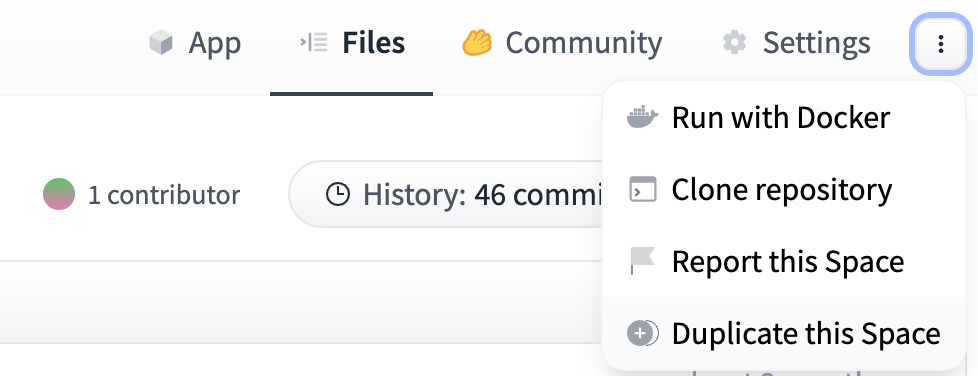 App Files Community Settings
Run with Docker
1 contributor
History: 46 commi
Clone repository
Report this Space
Duplicate this Space